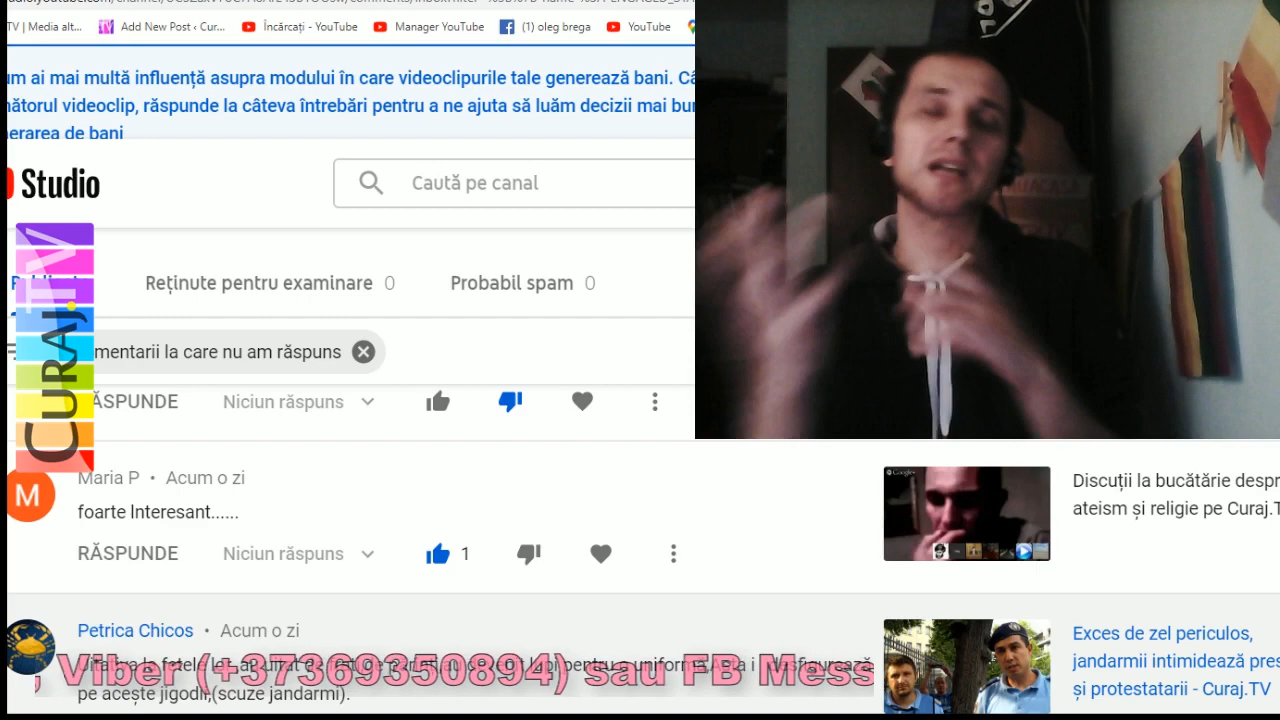 TV | Media alt...
Add New Post ‹ Cur...
Încărcați - YouTube
Manager YouTube
(1) oleg brega
YouTube
um ai mai multă influență asupra modului în care videoclipurile tale generează bani. Câ
nătorul videoclip, răspunde la câteva întrebări pentru a ne ajuta să luăm decizii mai bun
nerarea de bani
Studio
Caută pe canal
Reținute pentru examinare 0
Probabil spam 0
mentarii la care nu am răspuns
RĂSPUNDE
Niciun răspuns
CURAJ.TV
M
Maria P • Acum o zi
foarte Interesant......
RĂSPUNDE
Niciun răspuns
1
Discuții la bucătărie despr
ateism și religie pe Curaj.T
Petrica Chicos • Acum o zi
, Viber (+37369350894) sau FB Mess
pe aceşte jigodii,(scuze jandarmi).
Exces de zel periculos,
jandarmii intimidează pres
și protestatarii - Curaj.TV